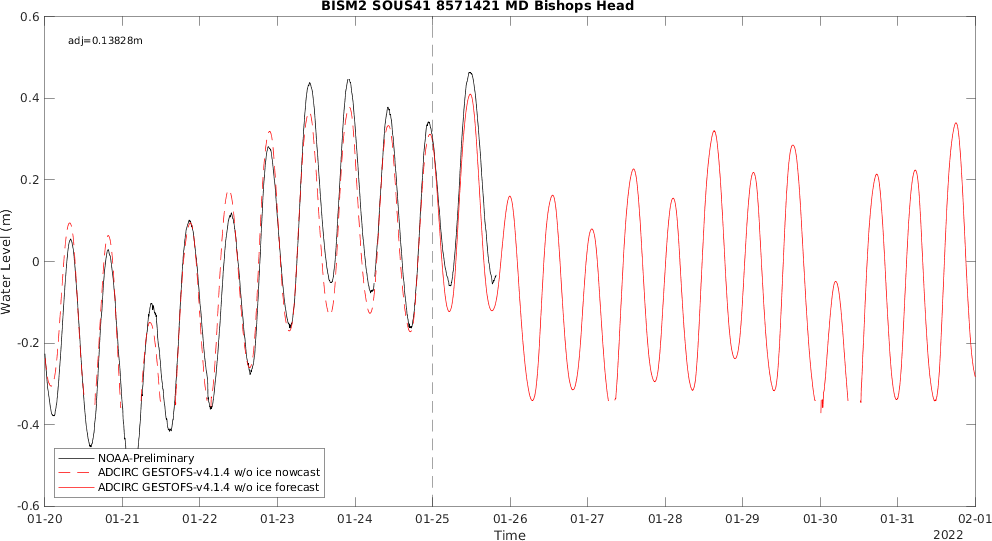 BISM2 SOUS41 8571421 MD Bishops Head
adj=0.13828m
0.6
0.4
0.2
0
-0.2
-0.4
-0.6
Water Level (m)
NOAA-Preliminary
ADCIRC GESTOFS-v4.1.4 w/o ice nowcast
ADCIRC GESTOFS-v4.1.4 w/o ice forecast
01-20 01-21 01-22 01-23 01-24 01-25 01-26 01-27 01-28 01-29 01-30 01-31 02-01
Time
2022